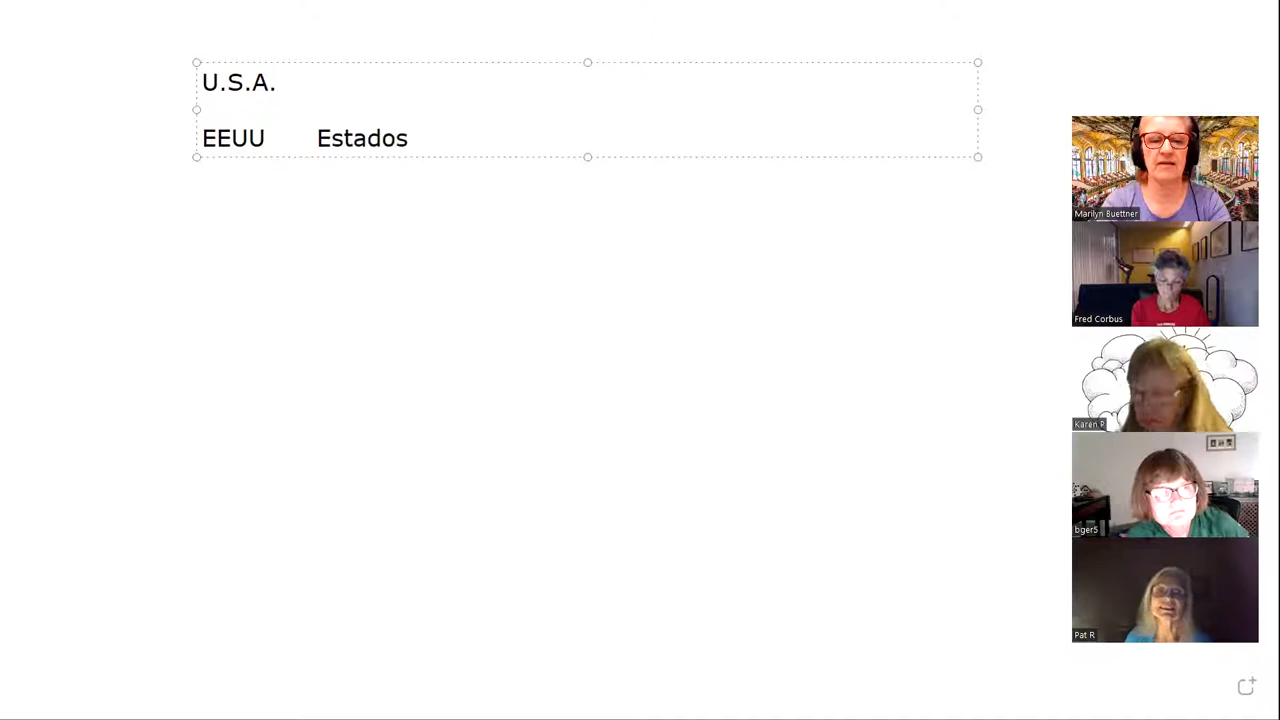 U.S.A.
EEUU Estados
Marilyn Buettner
Fred Corbus
Karen P
bger5
Pat R